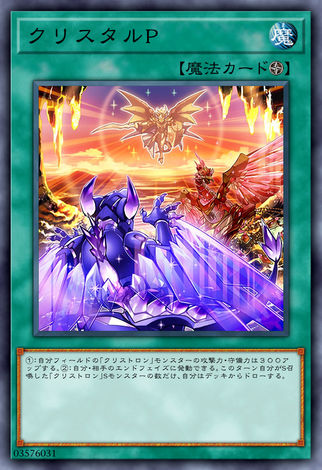 クリスタルP
魔
【魔法カード】
①:自分フィールドの「クリストロン」モンスターの攻撃力・守備力は３００ア
ップする。②:自分・相手のエンドフェイズに発動できる。このターン自分がS召
喚した「クリストロン」Sモンスターの数だけ、自分はデッキからドローする。
03576031